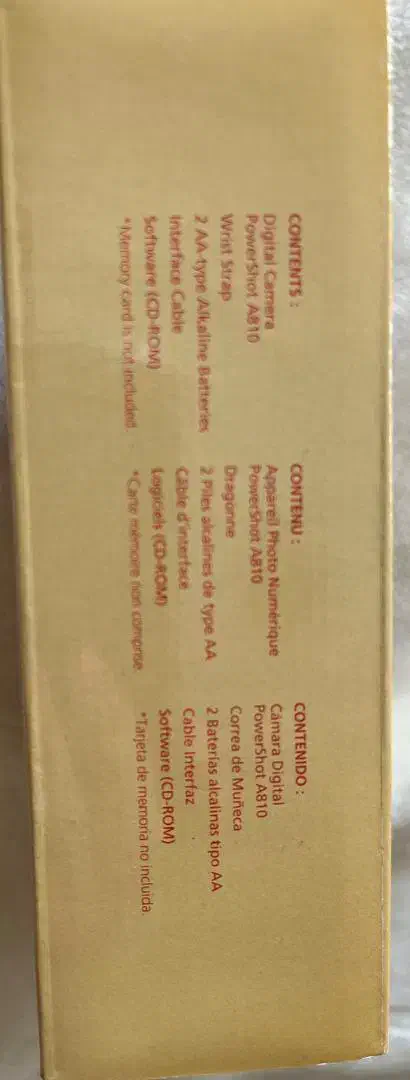 CONTENTS :
Digital Camera
PowerShot A810
Wrist Strap
2 AA-type Alkaline Batteries
Interface Cable
Software (CD-ROM)
*Memory card is not included.
CONTENU :
Appareil Photo Numérique
PowerShot A810
Dragonne
2 Piles alcalines de type AA
Câble d'interface
Logiciels (CD-ROM)
*Carte mémoire non comprise.
CONTENIDO :
Cámara Digital
PowerShot A810
Correa de Muñeca
2 Baterías alcalinas tipo AA
Cable Interfaz
Software (CD-ROM)
*Tarjeta de memoria no incluida.